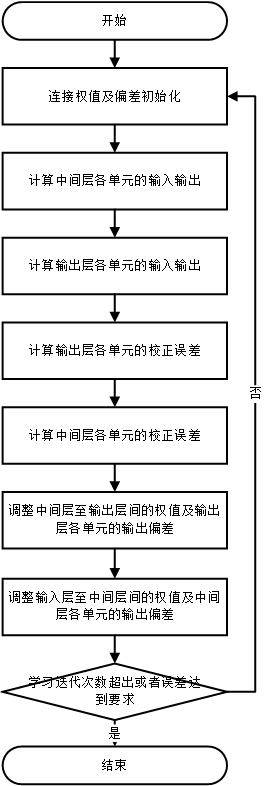 开始
连接权值及偏差初始化
计算中间层各单元的输入输出
计算输出层各单元的输入输出
计算输出层各单元的校正误差
计算中间层各单元的校正误差
调整中间层至输出层间的权值及输出
层各单元的输出偏差
调整输入层至中间层间的权值及中间
层各单元的输出偏差
学习迭代次数超出或者误差达
到要求
否
是
结束